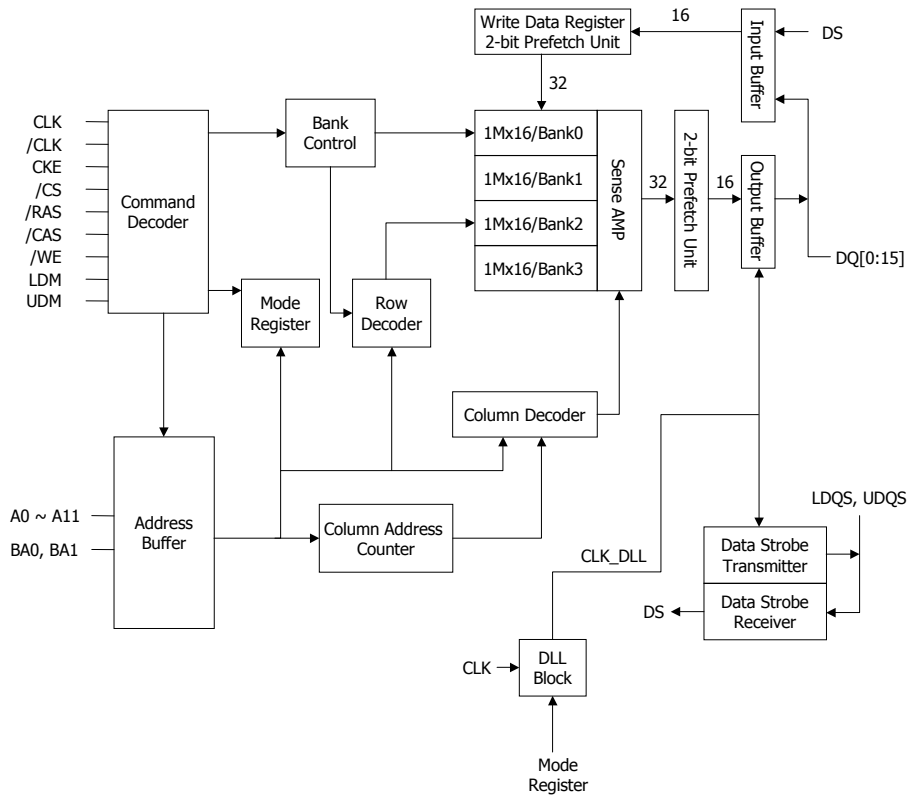 Write Data Register
2-bit Prefetch Unit
16
Input Buffer
DS
32
CLK
/CLK
CKE
/CS
/RAS
/CAS
/WE
LDM
UDM
Command
Decoder
Bank
Control
1Mx16/Bank0
1Mx16/Bank1
1Mx16/Bank2
1Mx16/Bank3
Sense AMP
32
2-bit Prefetch Unit
16
Output Buffer
DQ[0:15]
Mode
Register
Row
Decoder
Column Decoder
A0 ~ A11
BA0, BA1
Address
Buffer
Column Address
Counter
CLK_DLL
LDQS, UDQS
Data Strobe
Transmitter
Data Strobe
Receiver
DS
CLK
DLL
Block
Mode
Register